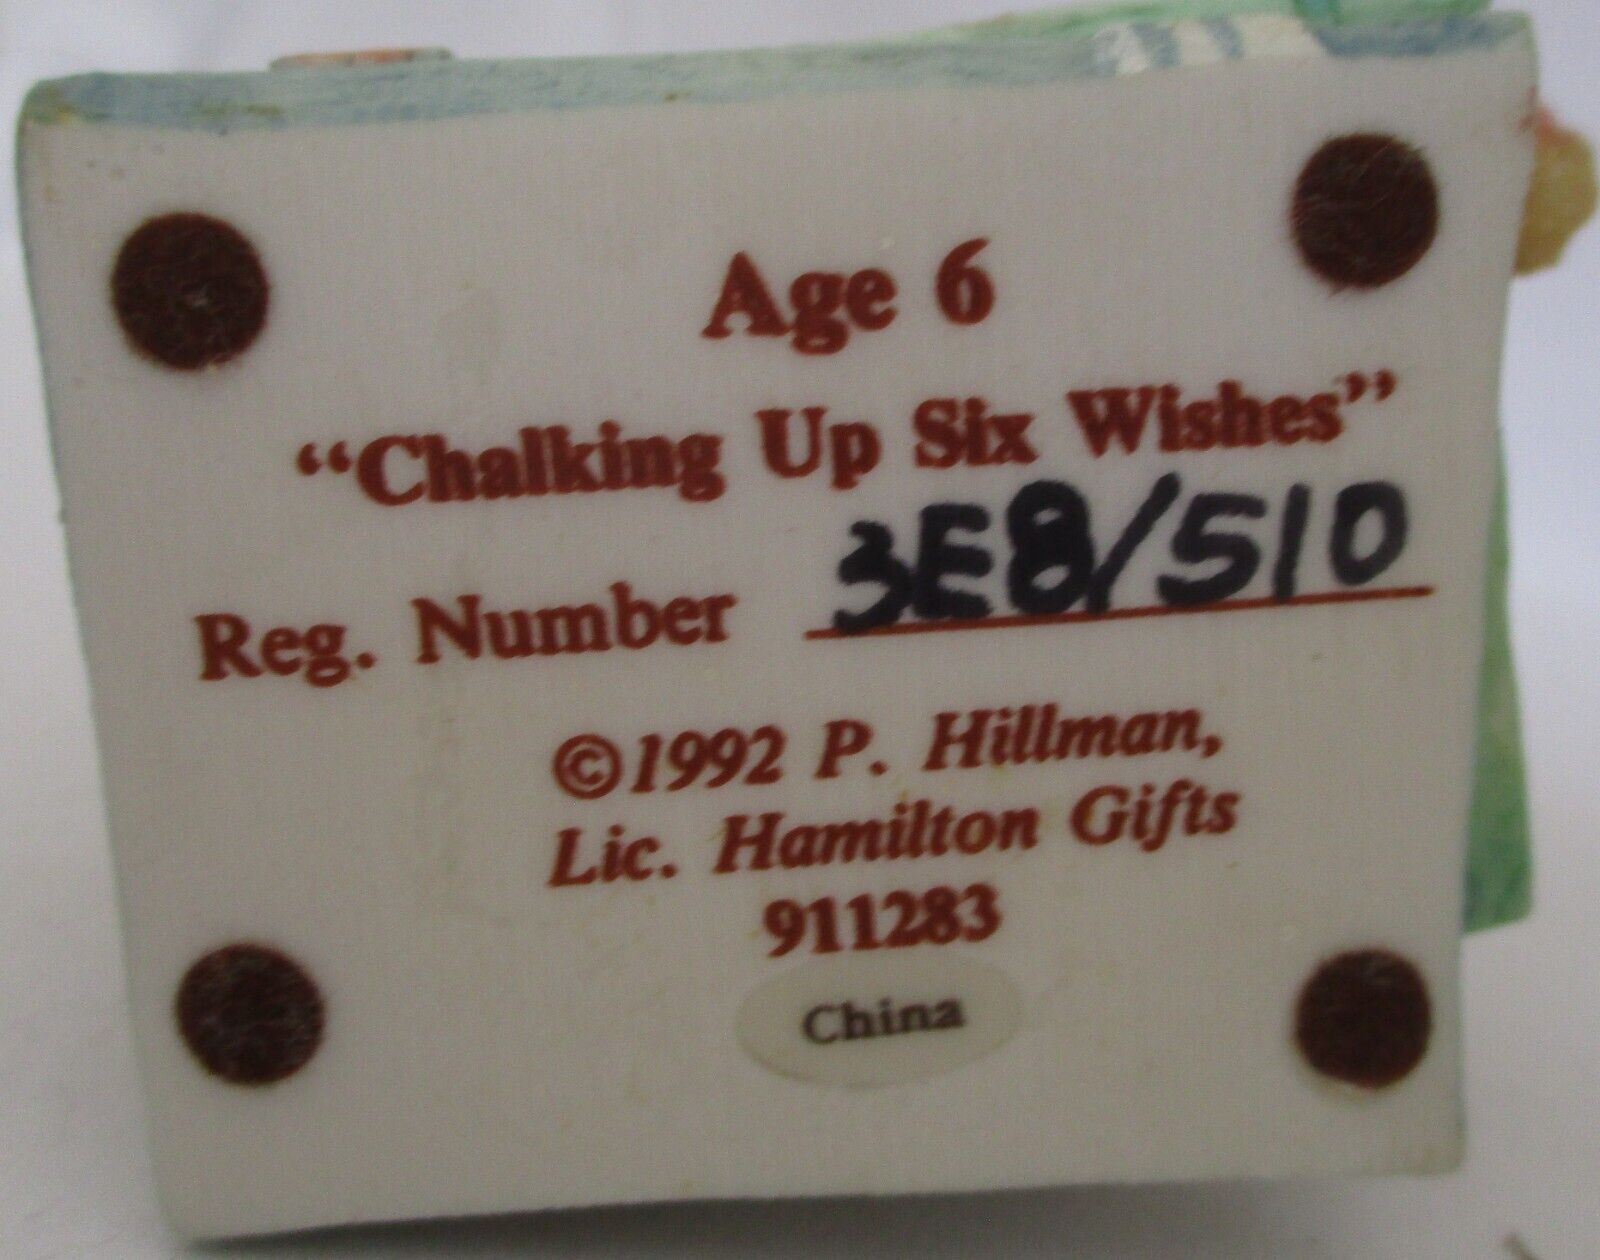 Age 6
“Chalking Up Six Wishes”
Reg. Number 3E8/510
©1992 P. Hillman,
Lic. Hamilton Gifts
911283
China